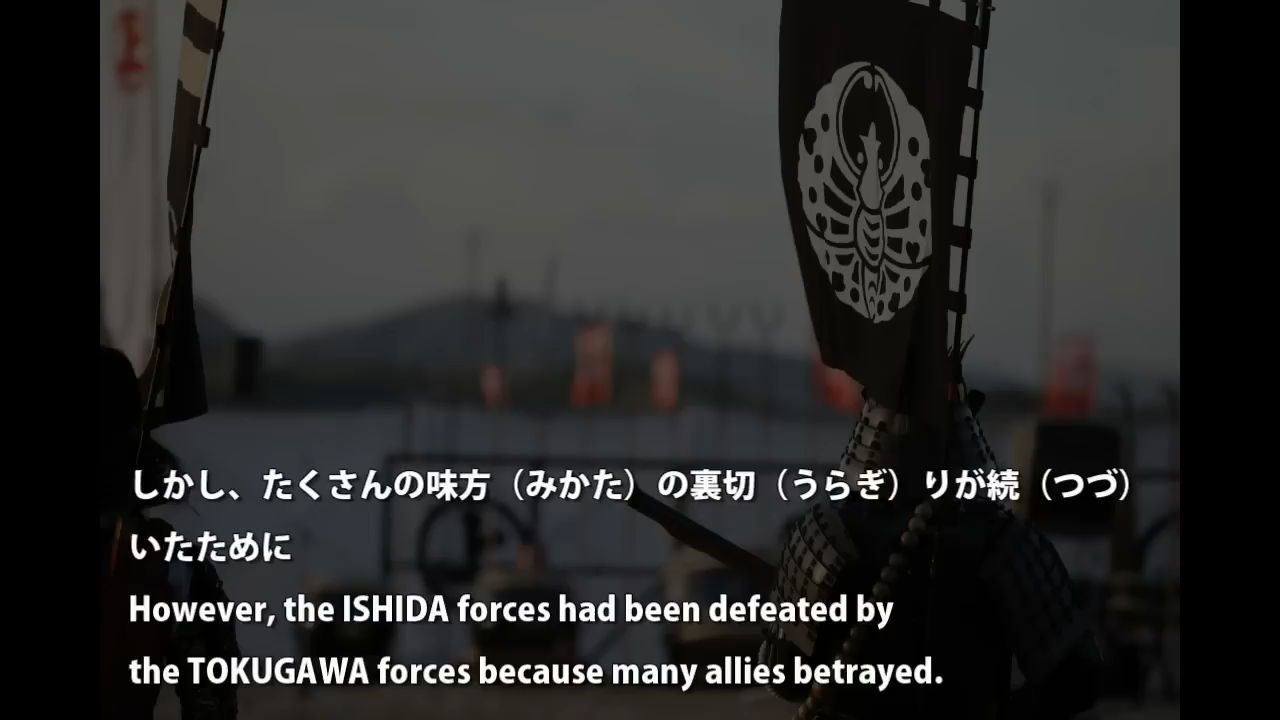 しかし、たくさんの味方（みかた）の裏切（うらぎ）りが続（つづ）
いたために
However, the ISHIDA forces had been defeated by
the TOKUGAWA forces because many allies betrayed.